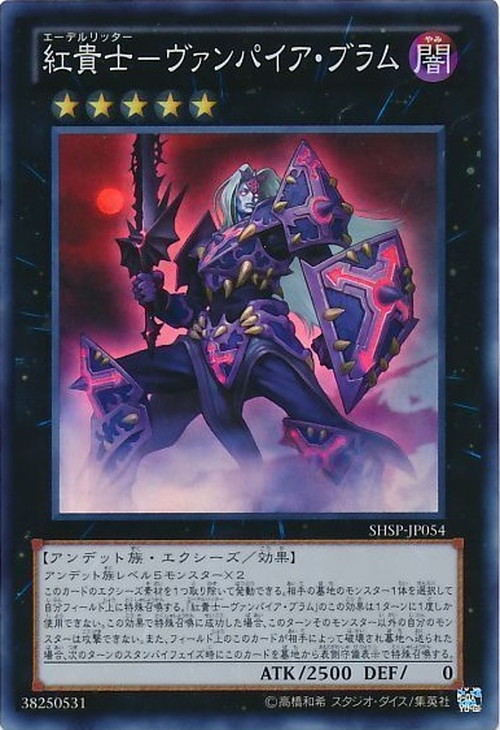 エーデルリッター
紅貴士－ヴァンパイア・ブラム
やみ
闇
SHSP-JP054
【アンデット族・エクシーズ／効果】
アンデット族レベル５モンスター×２
このカードのエクシーズ素材を１つ取り除いて発動できる。相手の墓地のモンスター１体を選択して
自分フィールド上に特殊召喚する。「紅貴士－ヴァンパイア・ブラム」のこの効果は１ターンに１度しか
使用できない。この効果で特殊召喚に成功した場合、このターンそのモンスター以外の自分のモン
スターは攻撃できない。また、フィールド上のこのカードが相手によって破壊され墓地へ送られ
た場合、次のターンのスタンバイフェイズ時にこのカードを墓地から表側守備表示で特殊召喚する。
ATK/2500 DEF/ 0
38250531
©高橋和希 スタジオ・ダイス/集英社